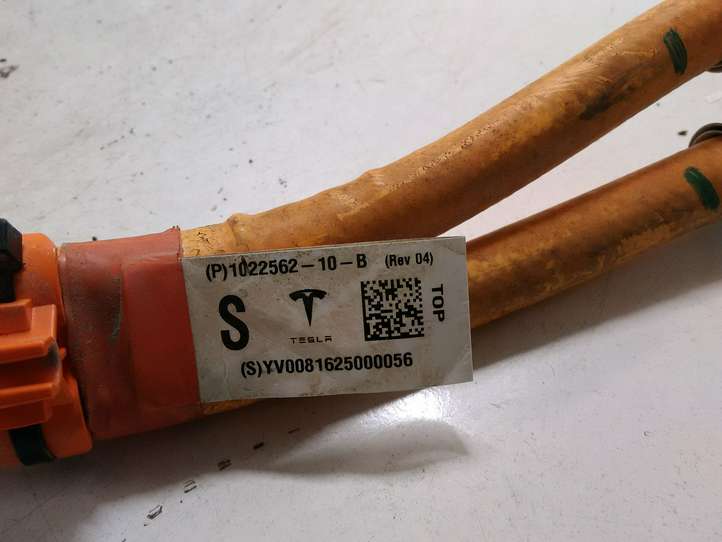 (P)1022562-10-B (Rev 04)
S
TESLA
TOP
(S)YV0081625000056